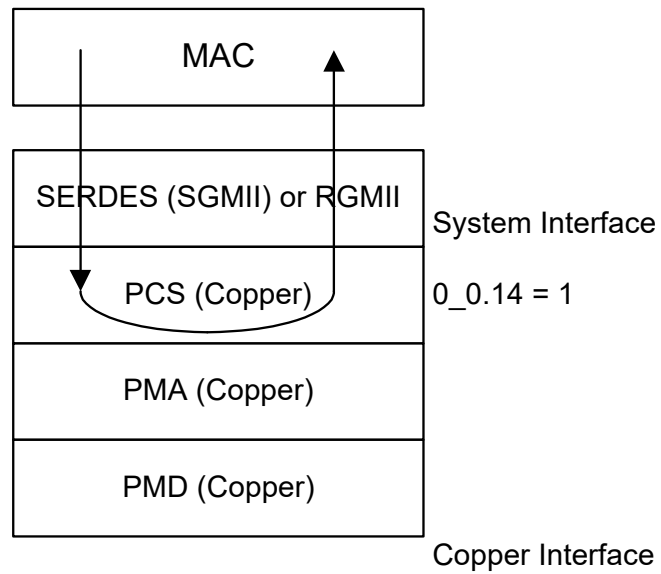 MAC
SERDES (SGMII) or RGMII
System Interface
PCS (Copper)
0_0.14 = 1
PMA (Copper)
PMD (Copper)
Copper Interface